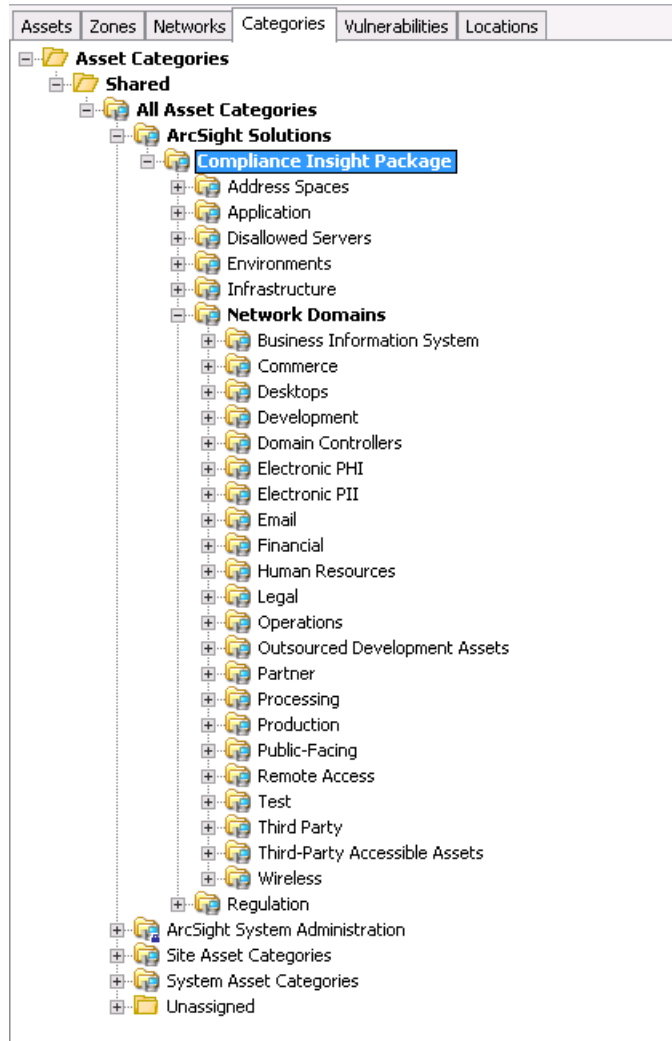 Assets Zones Networks Categories Vulnerabilities Locations
Asset Categories
Shared
All Asset Categories
ArcSight Solutions
Compliance Insight Package
Address Spaces
Application
Disallowed Servers
Environments
Infrastructure
Network Domains
Business Information System
Commerce
Desktops
Development
Domain Controllers
Electronic PHI
Electronic PII
Email
Financial
Human Resources
Legal
Operations
Outsourced Development Assets
Partner
Processing
Production
Public-Facing
Remote Access
Test
Third Party
Third-Party Accessible Assets
Wireless
Regulation
ArcSight System Administration
Site Asset Categories
System Asset Categories
Unassigned